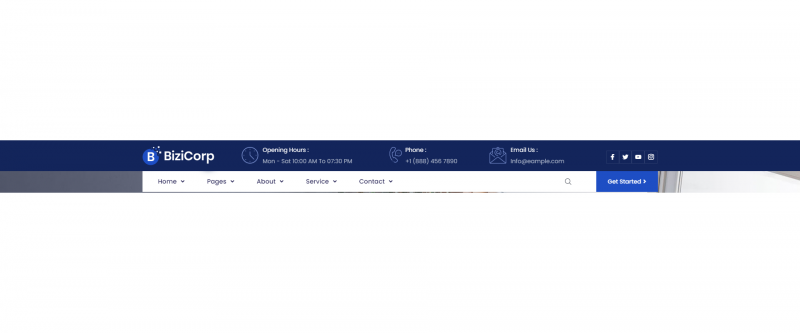 B BiziCorp
Opening Hours :
Mon - Sat 10:00 AM To 07:30 PM
Phone :
+1 (888) 456 7890
Email Us :
info@example.com
Home
Pages
About
Service
Contact
Get Started